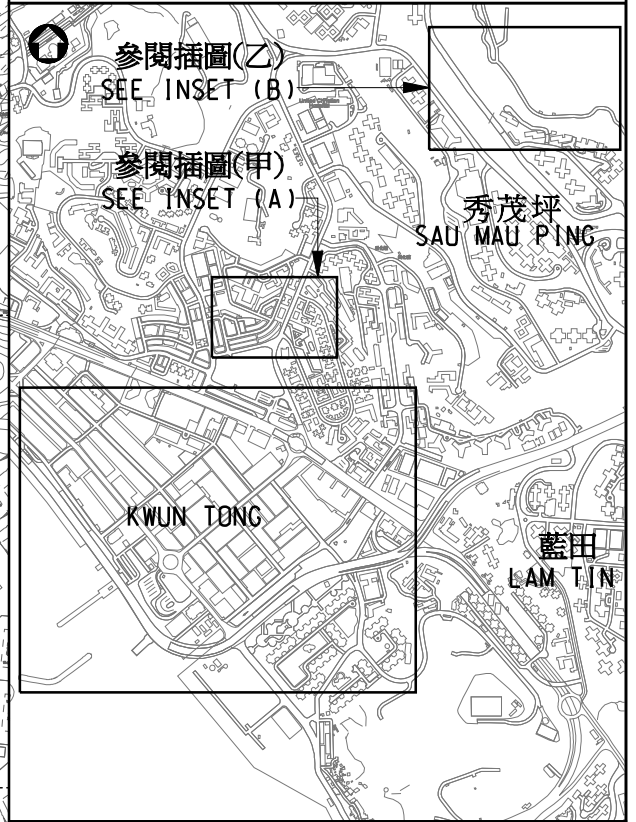 參閱插圖(乙)
SEE INSET (B)
參閱插圖(甲)
SEE INSET (A)
秀茂坪
SAU MAU PING
KWUN TONG
藍田
LAM TIN